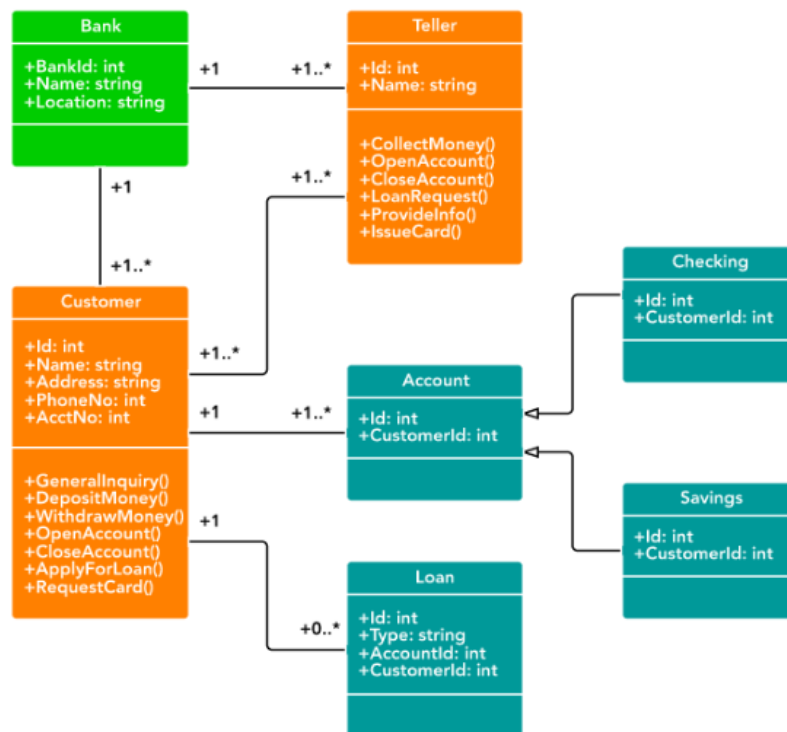 Bank
+BankId: int
+Name: string
+Location: string
+1
+1..*
Teller
+Id: int
+Name: string
+CollectMoney()
+OpenAccount()
+CloseAccount()
+LoanRequest()
+ProvideInfo()
+IssueCard()
+1
+1..*
+1..*
+1..*
Customer
+Id: int
+Name: string
+Address: string
+PhoneNo: int
+AcctNo: int
+GeneralInquiry()
+DepositMoney()
+WithdrawMoney()
+OpenAccount()
+CloseAccount()
+ApplyForLoan()
+RequestCard()
+1
+1..*
Account
+Id: int
+CustomerId: int
Checking
+Id: int
+CustomerId: int
Savings
+Id: int
+CustomerId: int
+1
+0..*
Loan
+Id: int
+Type: string
+AccountId: int
+CustomerId: int